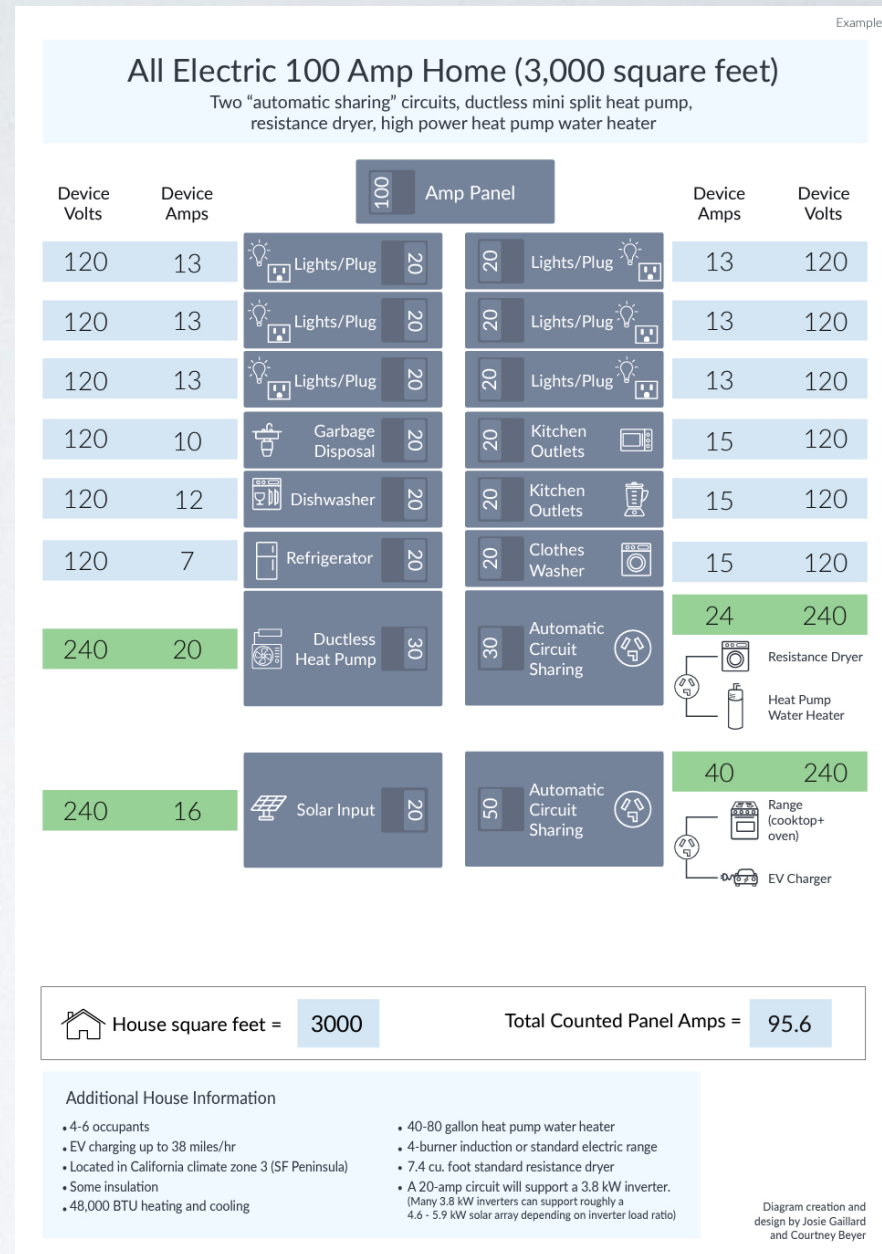 Example
All Electric 100 Amp Home (3,000 square feet)
Two “automatic sharing” circuits, ductless mini split heat pump,
resistance dryer, high power heat pump water heater
Device Volts
Device Amps
100 Amp Panel
Device Amps
Device Volts
120 13 Lights/Plug 20
20 Lights/Plug 13 120
120 13 Lights/Plug 20
20 Lights/Plug 13 120
120 13 Lights/Plug 20
20 Lights/Plug 13 120
120 10 Garbage Disposal 20
20 Kitchen Outlets 15 120
120 12 Dishwasher 20
20 Kitchen Outlets 15 120
120 7 Refrigerator 20
20 Clothes Washer 15 120
240 20 Ductless Heat Pump 30
30 Automatic Circuit Sharing 24 240
Resistance Dryer
Heat Pump
Water Heater
240 16 Solar Input 20
50 Automatic Circuit Sharing 40 240
Range
(cooktop+
oven)
EV Charger
House square feet = 3000
Total Counted Panel Amps = 95.6
Additional House Information
• 4-6 occupants
• EV charging up to 38 miles/hr
• Located in California climate zone 3 (SF Peninsula)
• Some insulation
• 48,000 BTU heating and cooling
• 40-80 gallon heat pump water heater
• 4-burner induction or standard electric range
• 7.4 cu. foot standard resistance dryer
• A 20-amp circuit will support a 3.8 kW inverter.
(Many 3.8 kW inverters can support roughly a
4.6 - 5.9 kW solar array depending on inverter load ratio)
Diagram creation and
design by Josie Gaillard
and Courtney Beyer